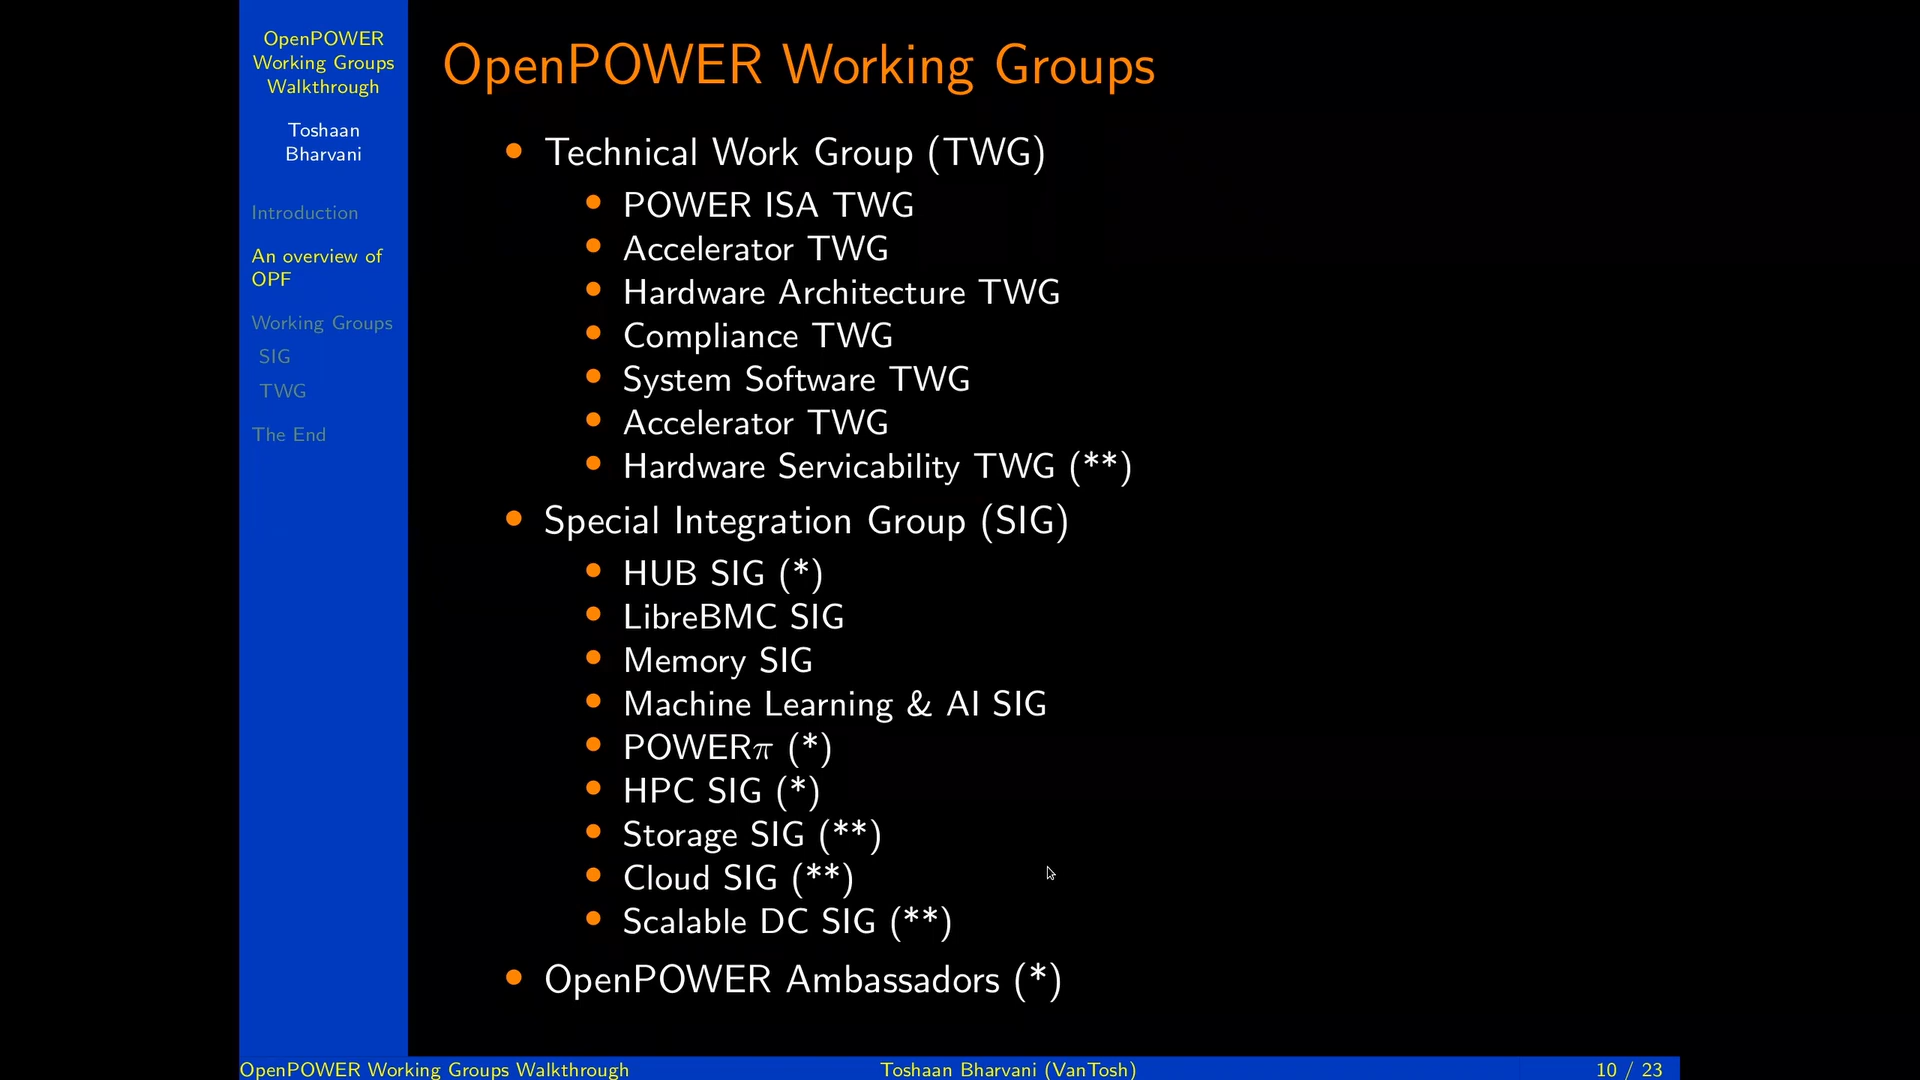 OpenPOWER
Working Groups
Walkthrough
Toshaan
Bharvani
Introduction
An overview of
OPF
Working Groups
SIG
TWG
The End
OpenPOWER Working Groups
Technical Work Group (TWG)
POWER ISA TWG
Accelerator TWG
Hardware Architecture TWG
Compliance TWG
System Software TWG
Accelerator TWG
Hardware Servicability TWG (**)
Special Integration Group (SIG)
HUB SIG (*)
LibreBMC SIG
Memory SIG
Machine Learning & AI SIG
POWERπ (*)
HPC SIG (*)
Storage SIG (**)
Cloud SIG (**)
Scalable DC SIG (**)
OpenPOWER Ambassadors (*)
OpenPOWER Working Groups Walkthrough
Toshaan Bharvani (VanTosh)
10 / 23